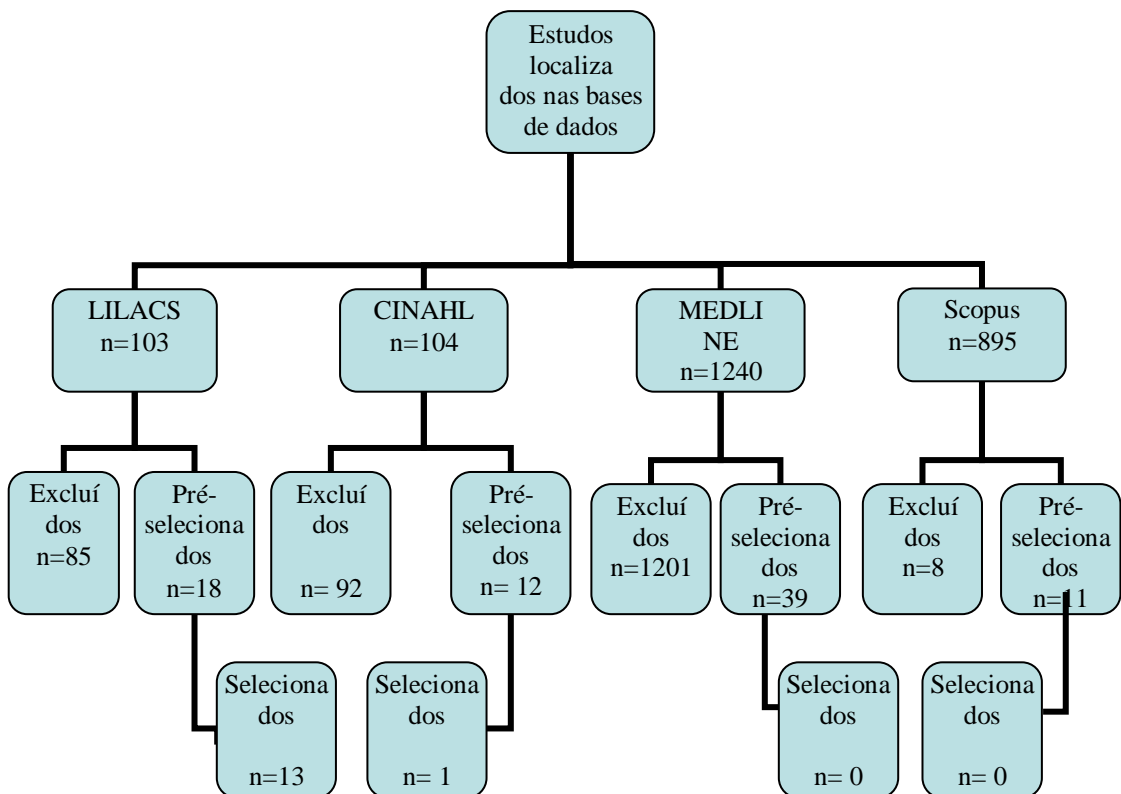 Estudos
localiza
dos nas bases
de dados
LILACS
n=103
CINAHL
n=104
MEDLI
NE
n=1240
Scopus
n=895
Excluí
dos
n=85
Pré-
seleciona
dos
n=18
Excluí
dos
n= 92
Pré-
seleciona
dos
n= 12
Excluí
dos
n=1201
Pré-
seleciona
dos
n=39
Excluí
dos
n=8
Pré-
seleciona
dos
n=11
Seleciona
dos
n=13
Seleciona
dos
n= 1
Seleciona
dos
n= 0
Seleciona
dos
n= 0